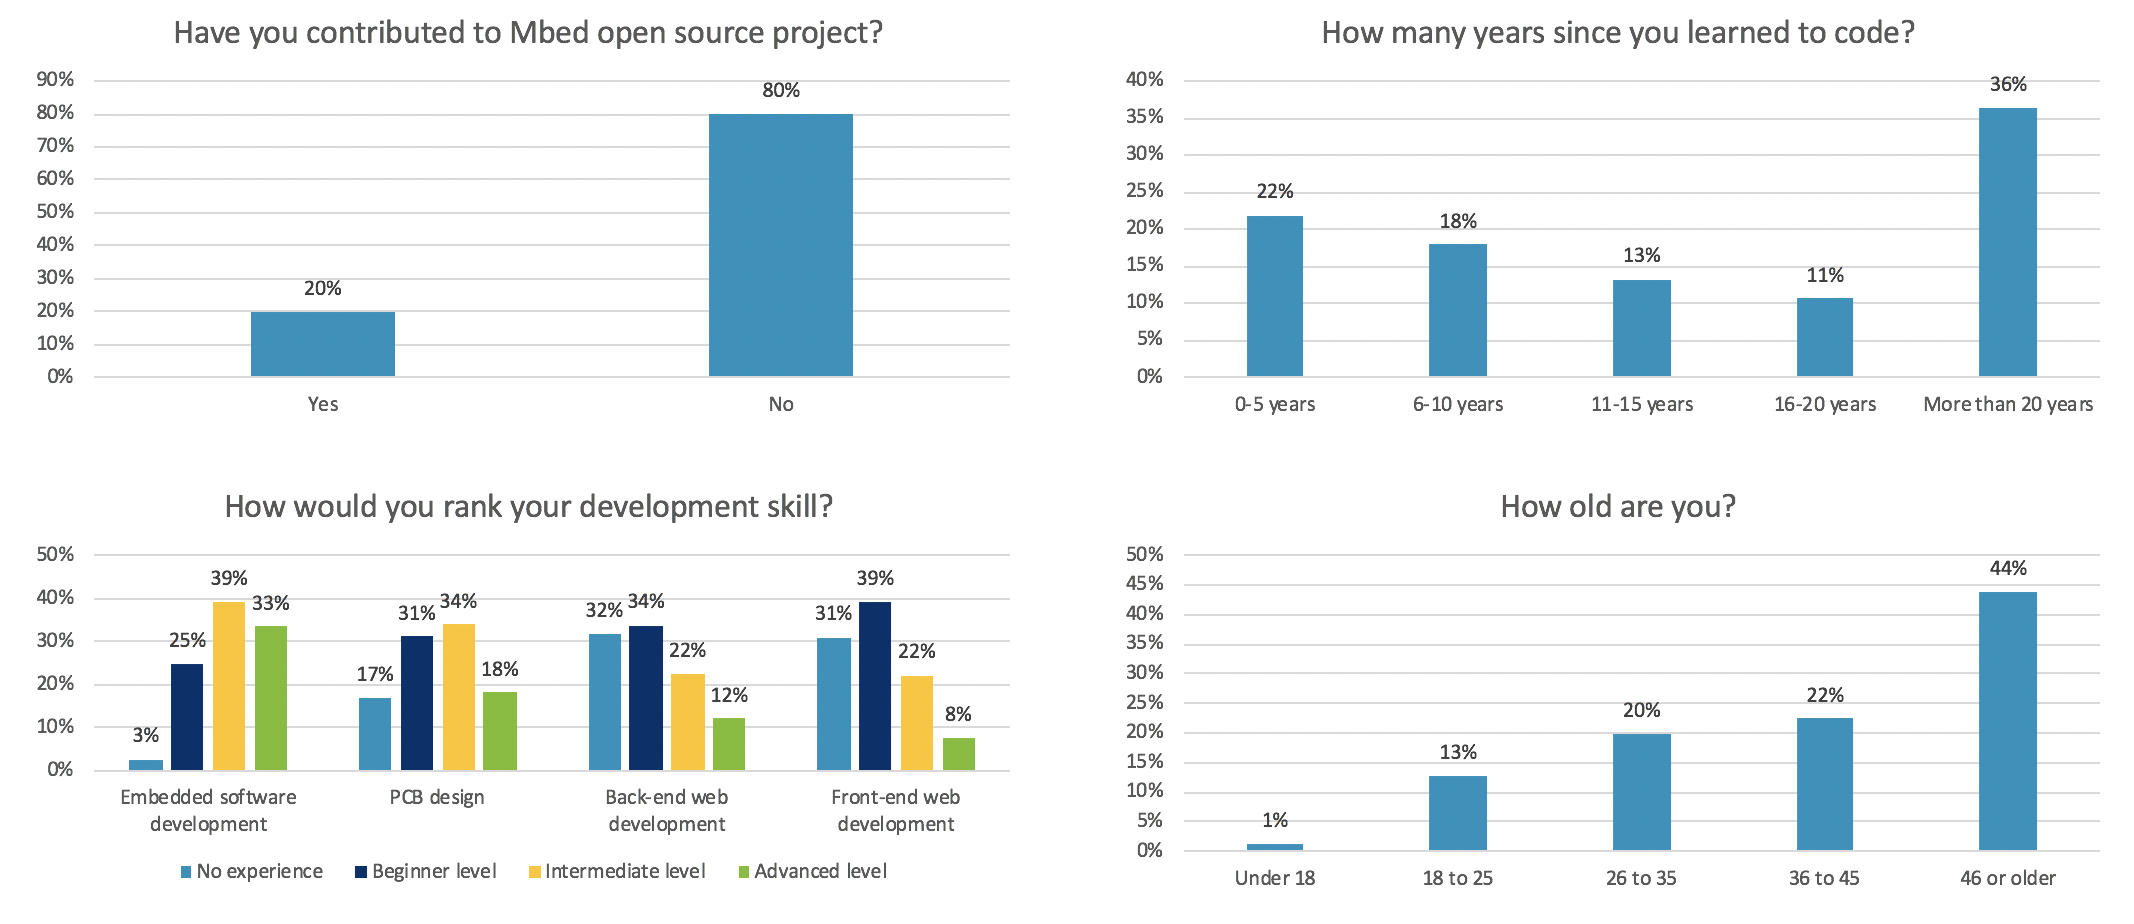 Have you contributed to Mbed open source project?
90%
80%
70%
60%
50%
40%
30%
20%
10%
0%
20%
80%
Yes
No
How many years since you learned to code?
40%
35%
30%
25%
20%
15%
10%
5%
0%
22%
18%
13%
11%
36%
0-5 years
6-10 years
11-15 years
16-20 years
More than 20 years
How would you rank your development skill?
50%
40%
30%
20%
10%
0%
3%
25%
39%
33%
17%
31%
34%
18%
32%
34%
22%
12%
31%
39%
22%
8%
Embedded software
development
PCB design
Back-end web
development
Front-end web
development
No experience
Beginner level
Intermediate level
Advanced level
How old are you?
50%
45%
40%
35%
30%
25%
20%
15%
10%
5%
0%
1%
13%
20%
22%
44%
Under 18
18 to 25
26 to 35
36 to 45
46 or older